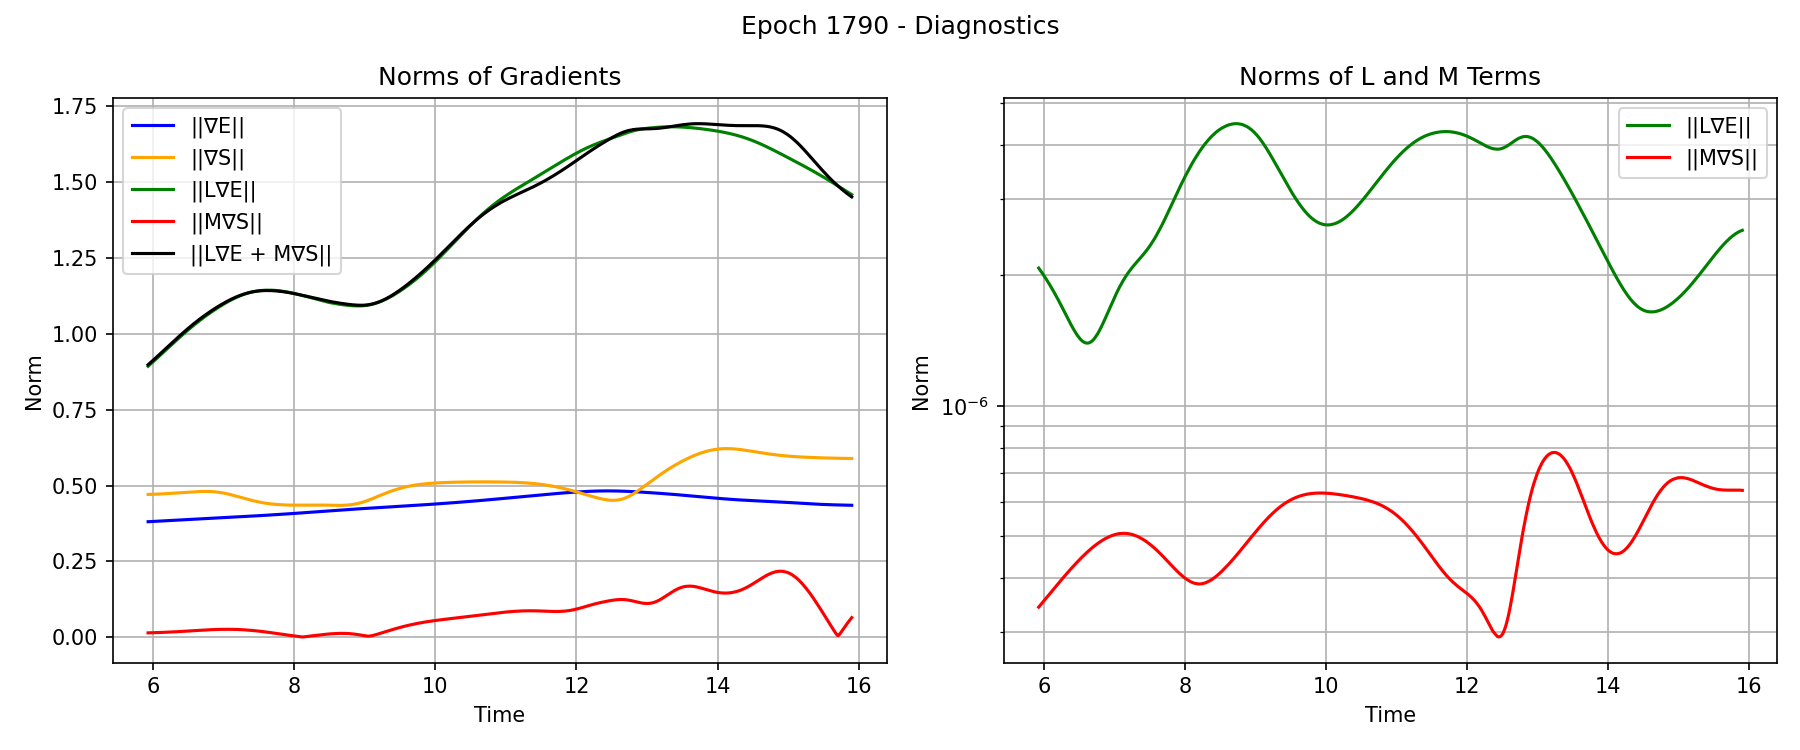 Epoch 1790 - Diagnostics
Norms of Gradients
Norm
1.75
1.50
1.25
1.00
0.75
0.50
0.25
0.00
||∇E||
||∇S||
||L∇E||
||M∇S||
||L∇E + M∇S||
6 8 10 12 14 16
Time
Norms of L and M Terms
Norm
10⁻⁶
||L∇E||
||M∇S||
6 8 10 12 14 16
Time